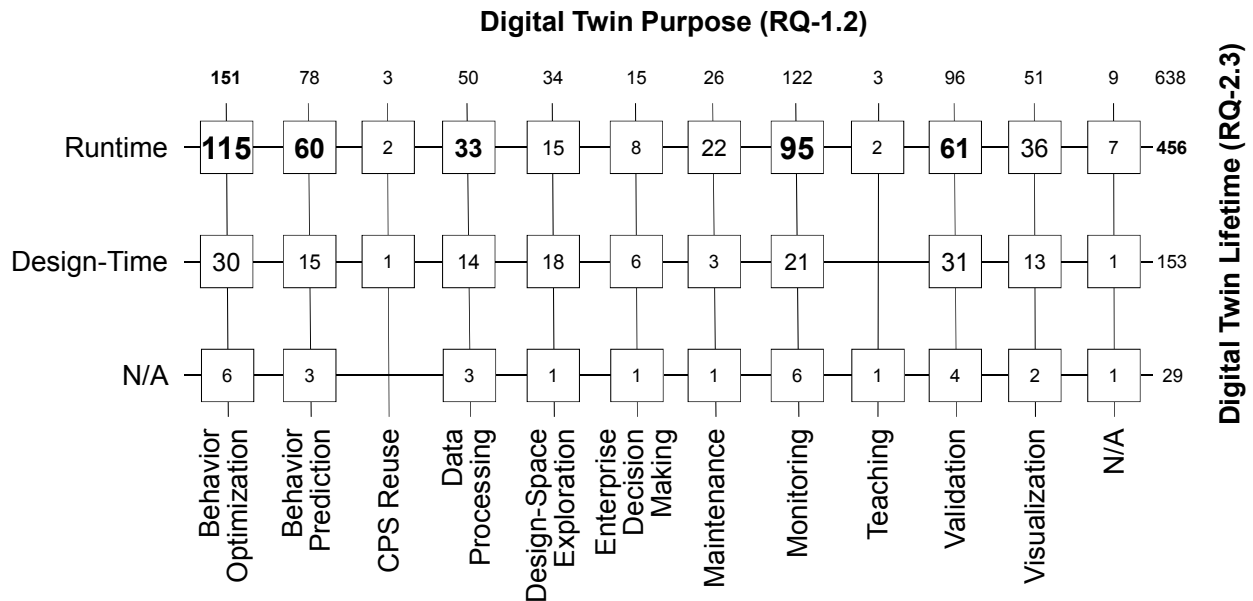 Digital Twin Purpose (RQ-1.2)
151 78 3 50 34 15 26 122 3 96 51 9 638
Runtime 115 60 2 33 15 8 22 95 2 61 36 7 456
Design-Time 30 15 1 14 18 6 3 21 31 13 1 153
N/A 6 3 3 1 1 1 6 1 4 2 1 29
Behavior
Optimization
Behavior
Prediction
CPS Reuse
Data
Processing
Design-Space
Exploration
Enterprise
Decision
Making
Maintenance
Monitoring
Teaching
Validation
Visualization
N/A
Digital Twin Lifetime (RQ-2.3)